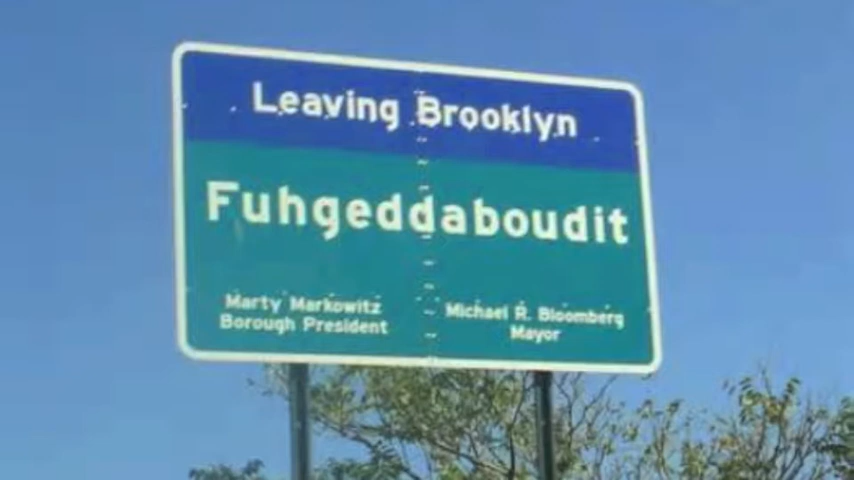 Leaving Brooklyn
Fuhgeddaboudit
Marty Markowitz
Borough President
Michael R. Bloomberg
Mayor